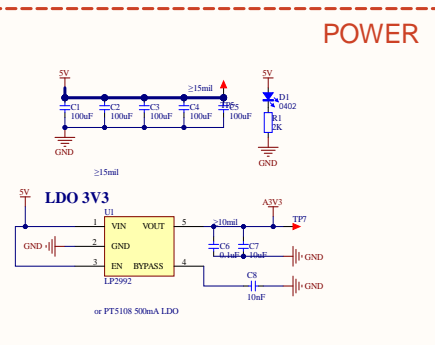 POWER
5V
≥15mil
TP5
C1
100uF
C2
100uF
C3
100uF
C4
100uF
C5
100uF
GND
5V
D1
0402
R1
2K
GND
≥15mil
LDO 3V3
5V
U1
1 VIN VOUT 5
GND 2 GND
3 EN BYPASS 4
LP2992
≥10mil
A3V3
TP7
C6
0.1uF
C7
10uF
GND
C8
10nF
GND
or PT5108 500mA LDO